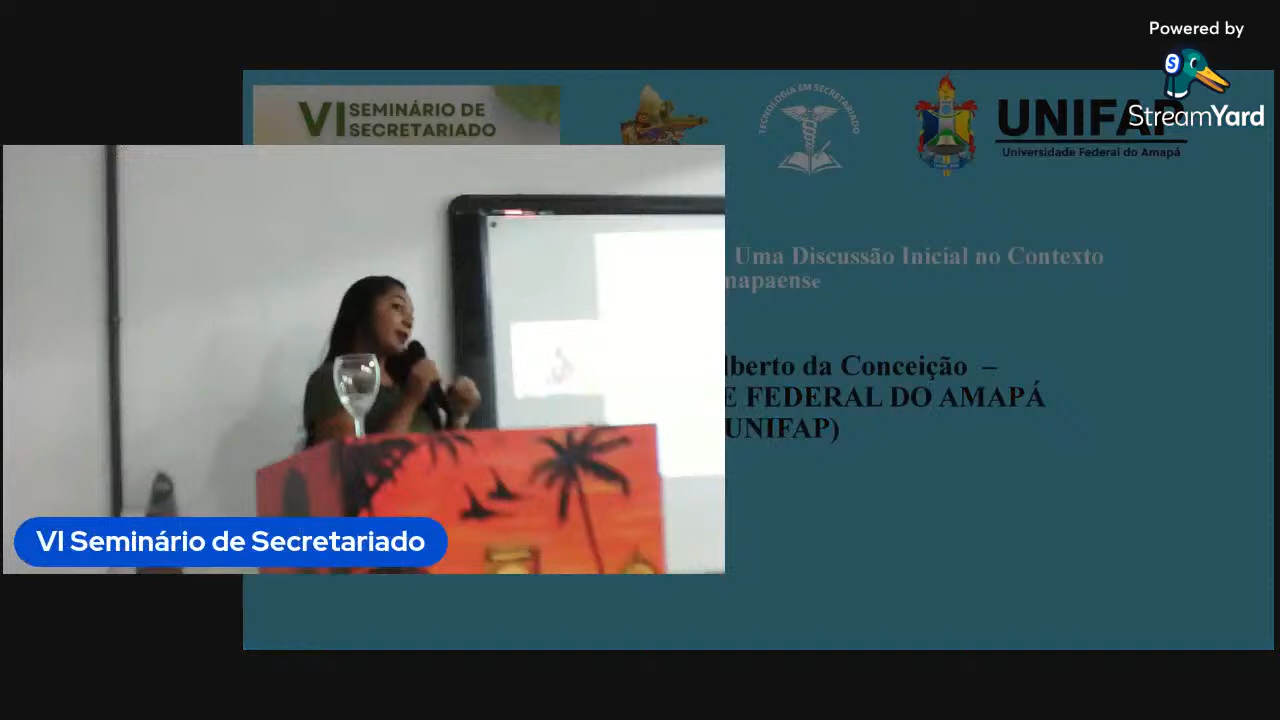 Powered by
StreamYard
VI SEMINÁRIO DE
SECRETARIADO
TECNOLOGIA EM SECRETARIADO
UNIFAP
Universidade Federal do Amapá
Uma Discussão Inicial no Contexto
mapaense
lberto da Conceição –
E FEDERAL DO AMAPÁ
UNIFAP)
VI Seminário de Secretariado